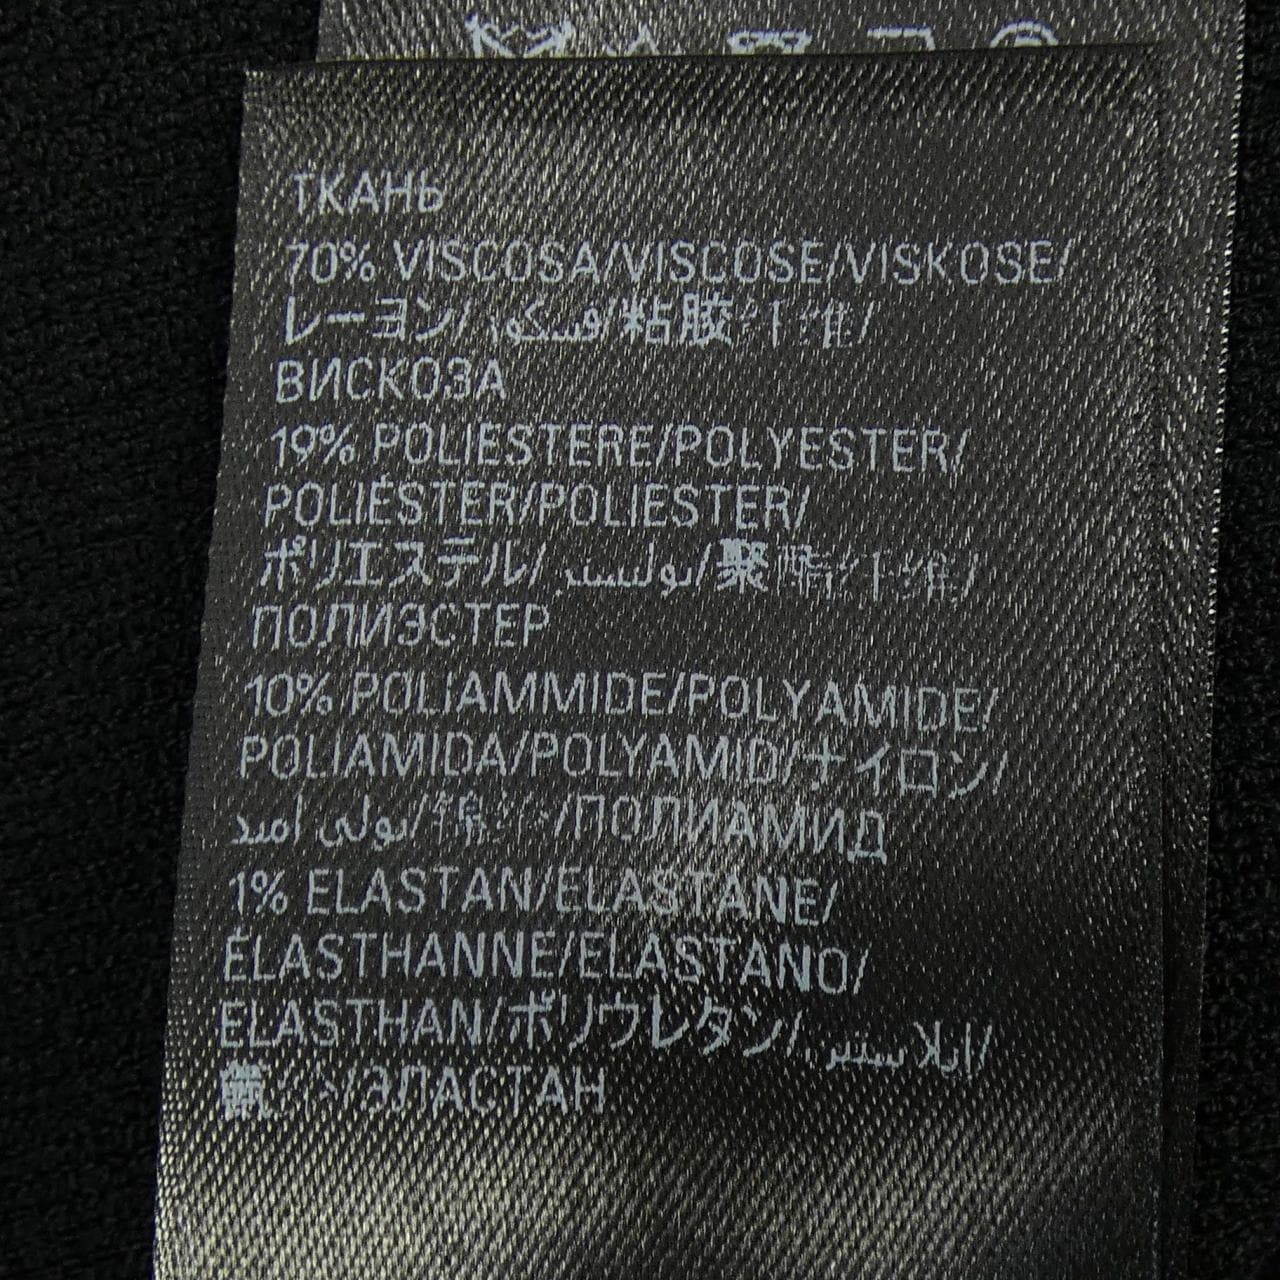 ТКАНЬ
70% VISCOSA/VISCOSE/VISKOSE/
レーヨン/فسكوز/粘胶纤维/
ВИСКОЗА
19% POLIESTERE/POLYESTER/
POLIÉSTER/POLIESTER/
ポリエステル/بوليستير/聚酯纤维/
ПОЛИЭСТЕР
10% POLIAMMIDE/POLYAMIDE/
POLIAMIDA/POLYAMID/ナイロン/
بولي اميد/锦纶/ПОЛИАМИД
1% ELASTAN/ELASTANE/
ÉLASTHANNE/ELASTANO/
ELASTHAN/ポリウレタン/إيلاستين/
氨纶/ЭЛАСТАН